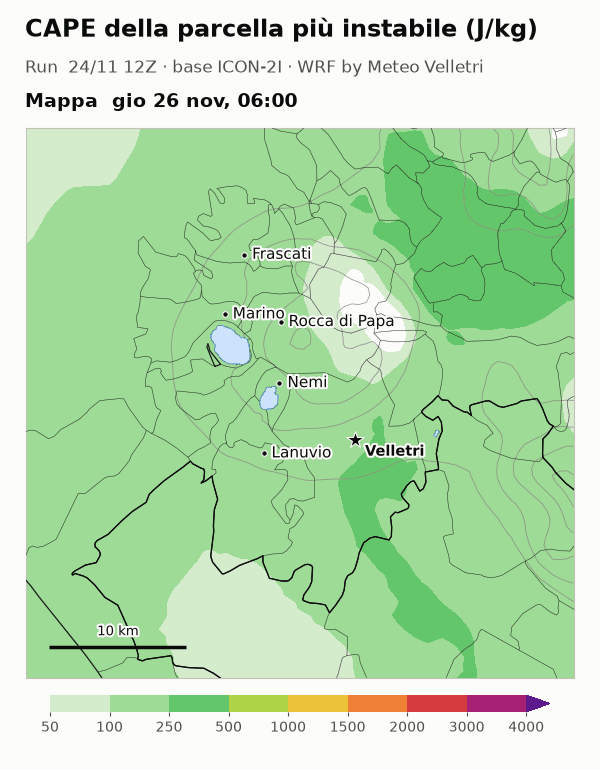 CAPE della parcella più instabile (J/kg)
Run  24/11 12Z · base ICON-2I · WRF by Meteo Velletri
Mappa  gio 26 nov, 06:00
Frascati
Marino
Rocca di Papa
Nemi
Velletri
Lanuvio
10 km
50 100 250 500 1000 1500 2000 3000 4000